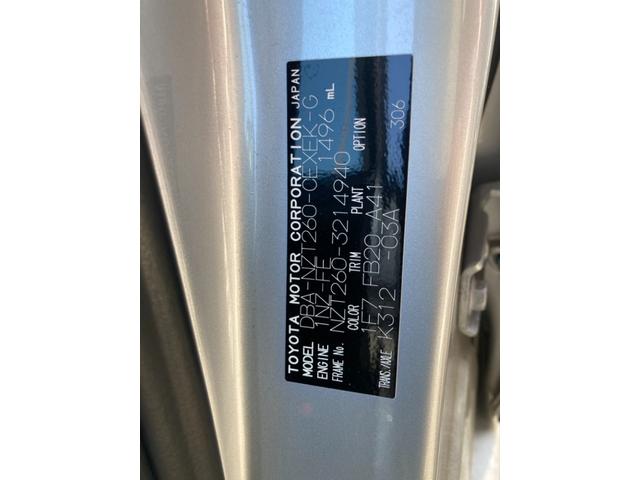 TOYOTA MOTOR CORPORATION JAPAN
MODEL DBA-NZT260-CEXEK-G
ENGINE 1NZ-FE 1496 mL
FRAME No. NZT260-3214940
COLOR TRIM PLANT OPTION
1F7 FB20 A41 306
TRANS./AXLE K312 -03A